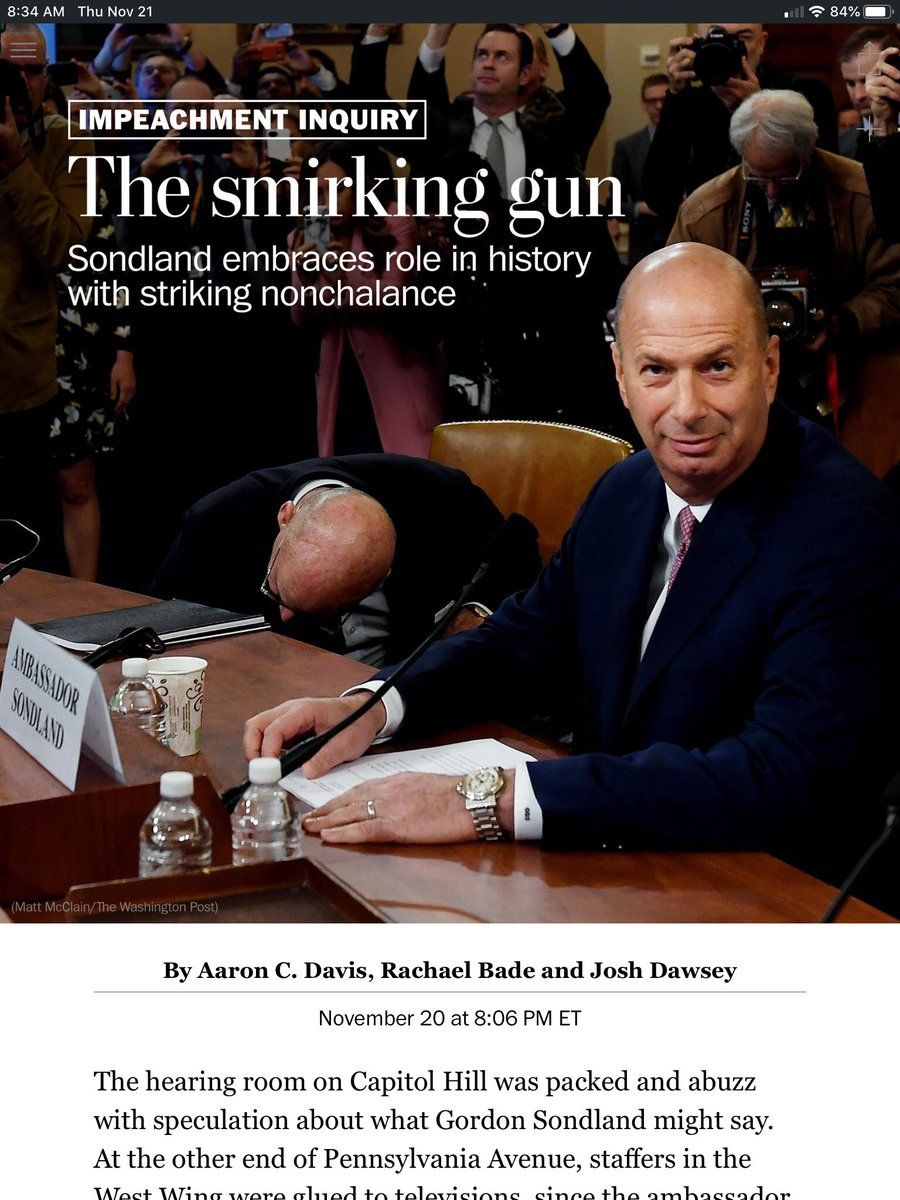 8:34 AM Thu Nov 21
84%
IMPEACHMENT INQUIRY
The smirking gun
Sondland embraces role in history
with striking nonchalance
SONY
AMBASSADOR
SONDLAND
(Matt McClain/The Washington Post)
By Aaron C. Davis, Rachael Bade and Josh Dawsey
November 20 at 8:06 PM ET
The hearing room on Capitol Hill was packed and abuzz
with speculation about what Gordon Sondland might say.
At the other end of Pennsylvania Avenue, staffers in the
West Wing were glued to televisions, since the ambassador